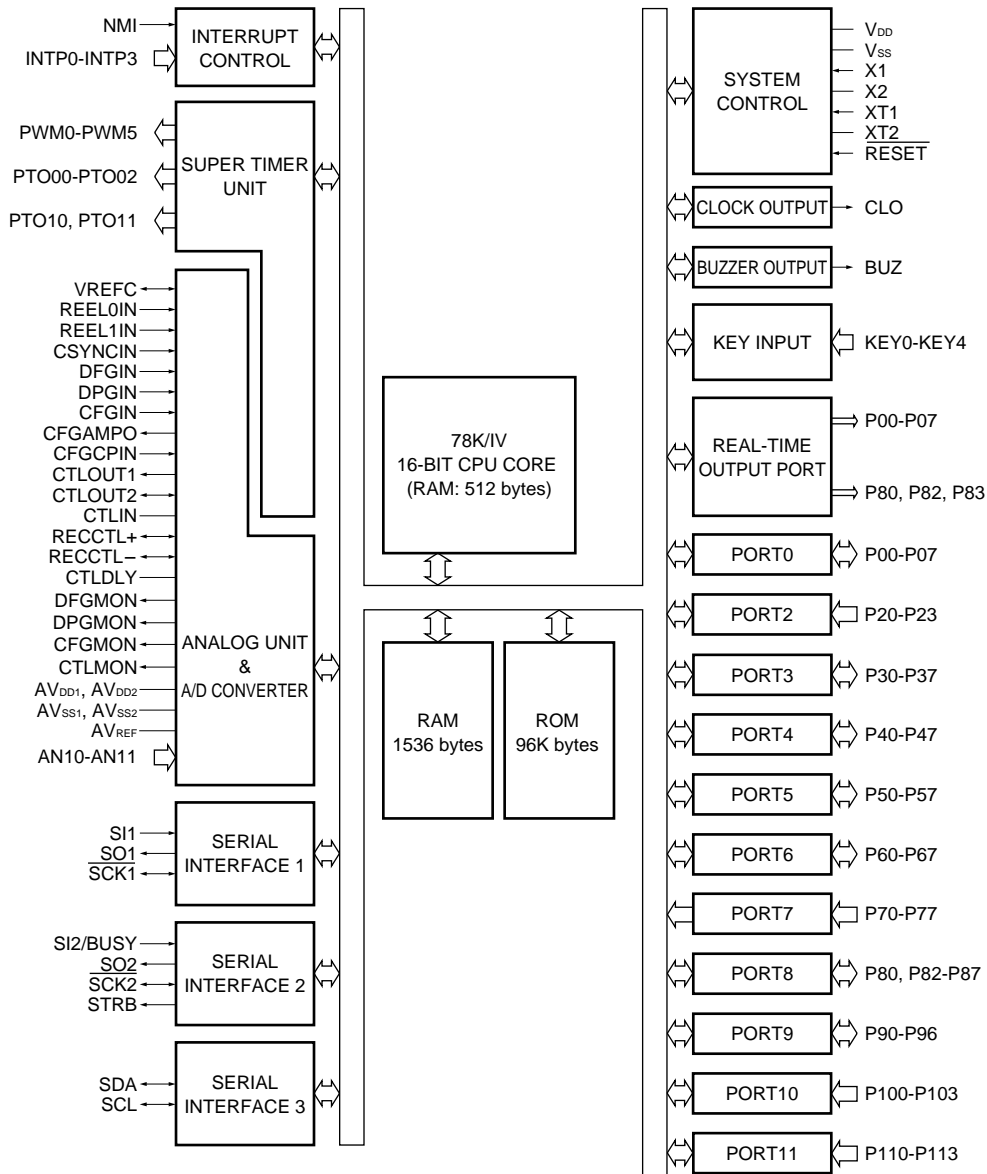 NMI
INTP0-INTP3
INTERRUPT
CONTROL
PWM0-PWM5
PTO00-PTO02
PTO10, PTO11
SUPER TIMER
UNIT
VREFC
REEL0IN
REEL1IN
CSYNCIN
DFGIN
DPGIN
CFGIN
CFGAMPO
CFGCPIN
CTLOUT1
CTLOUT2
CTLIN
RECCTL+
RECCTL−
CTLDLY
DFGMON
DPGMON
CFGMON
CTLMON
AVDD1, AVDD2
AVSS1, AVSS2
AVREF
AN10-AN11
ANALOG UNIT
&
A/D CONVERTER
SI1
SO1
SCK1
SERIAL
INTERFACE 1
SI2/BUSY
SO2
SCK2
STRB
SERIAL
INTERFACE 2
SDA
SCL
SERIAL
INTERFACE 3
78K/IV
16-BIT CPU CORE
(RAM: 512 bytes)
RAM
1536 bytes
ROM
96K bytes
SYSTEM
CONTROL
VDD
VSS
X1
X2
XT1
XT2
RESET
CLOCK OUTPUT
CLO
BUZZER OUTPUT
BUZ
KEY INPUT
KEY0-KEY4
REAL-TIME
OUTPUT PORT
P00-P07
P80, P82, P83
PORT0
P00-P07
PORT2
P20-P23
PORT3
P30-P37
PORT4
P40-P47
PORT5
P50-P57
PORT6
P60-P67
PORT7
P70-P77
PORT8
P80, P82-P87
PORT9
P90-P96
PORT10
P100-P103
PORT11
P110-P113